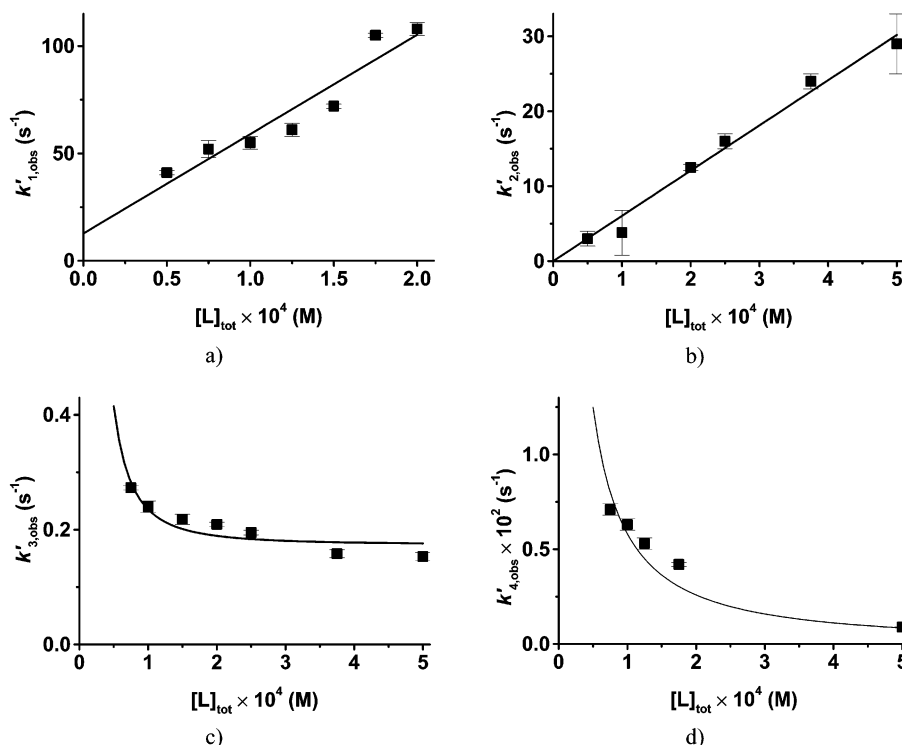 100
50
0
k′1,obs (s-1)
0.0 0.5 1.0 1.5 2.0
[L]tot × 10^4 (M)
a)
30
20
10
0
k′2,obs (s-1)
0 1 2 3 4 5
[L]tot × 10^4 (M)
b)
0.4
0.2
0.0
k′3,obs (s-1)
0 1 2 3 4 5
[L]tot × 10^4 (M)
c)
1.0
0.5
0.0
k′4,obs × 10^2 (s-1)
0 1 2 3 4 5
[L]tot × 10^4 (M)
d)